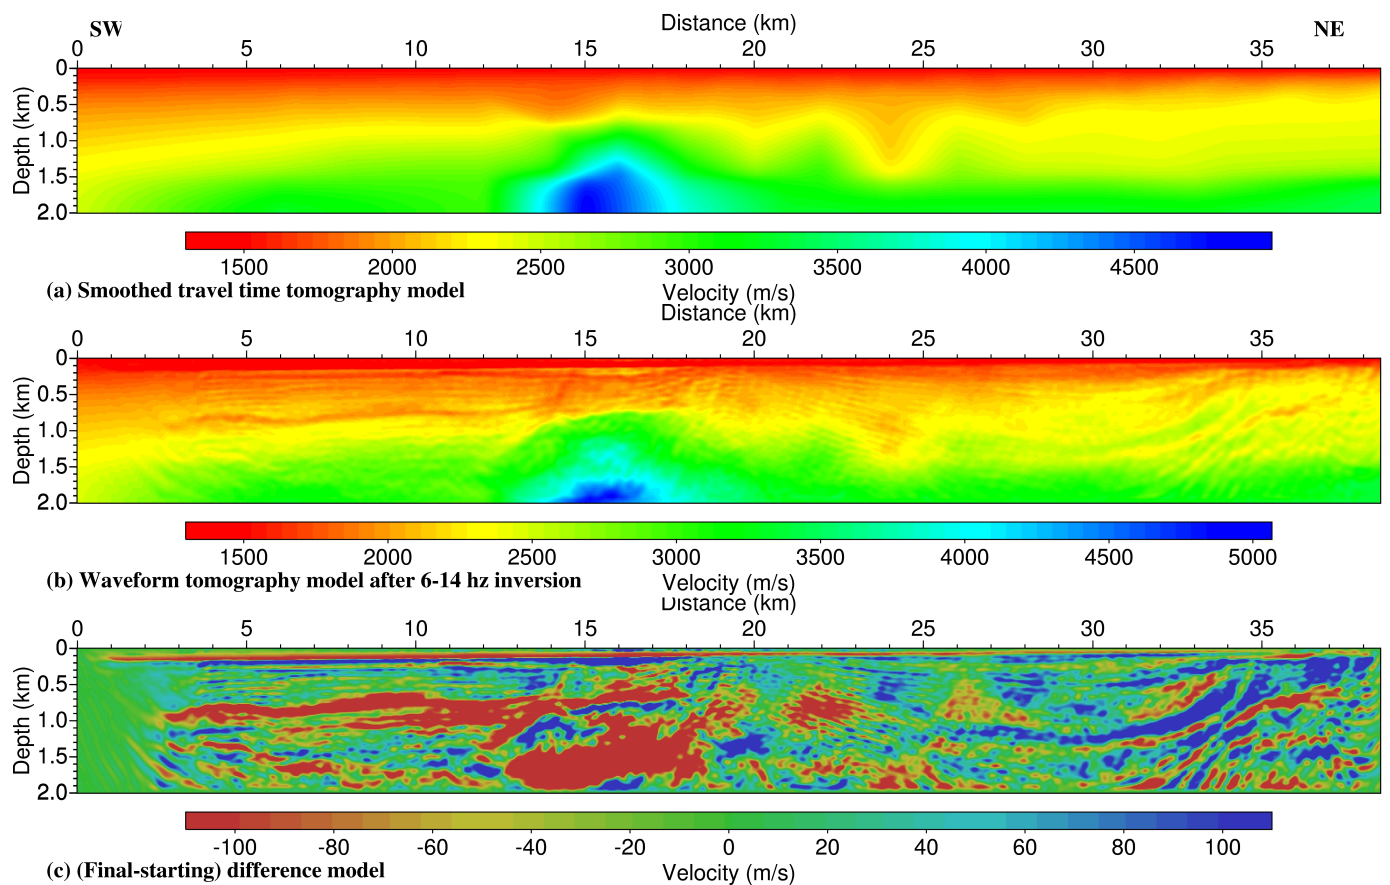 Distance (km)
SW NE
0 5 10 15 20 25 30 35
Depth (km)
0
0.5
1.0
1.5
2.0
1500 2000 2500 3000 3500 4000 4500
(a) Smoothed travel time tomography model
Velocity (m/s)
Distance (km)
0 5 10 15 20 25 30 35
Depth (km)
0
0.5
1.0
1.5
2.0
1500 2000 2500 3000 3500 4000 4500 5000
(b) Waveform tomography model after 6-14 hz inversion
Velocity (m/s)
Distance (km)
0 5 10 15 20 25 30 35
Depth (km)
0
0.5
1.0
1.5
2.0
-100 -80 -60 -40 -20 0 20 40 60 80 100
(c) (Final-starting) difference model
Velocity (m/s)